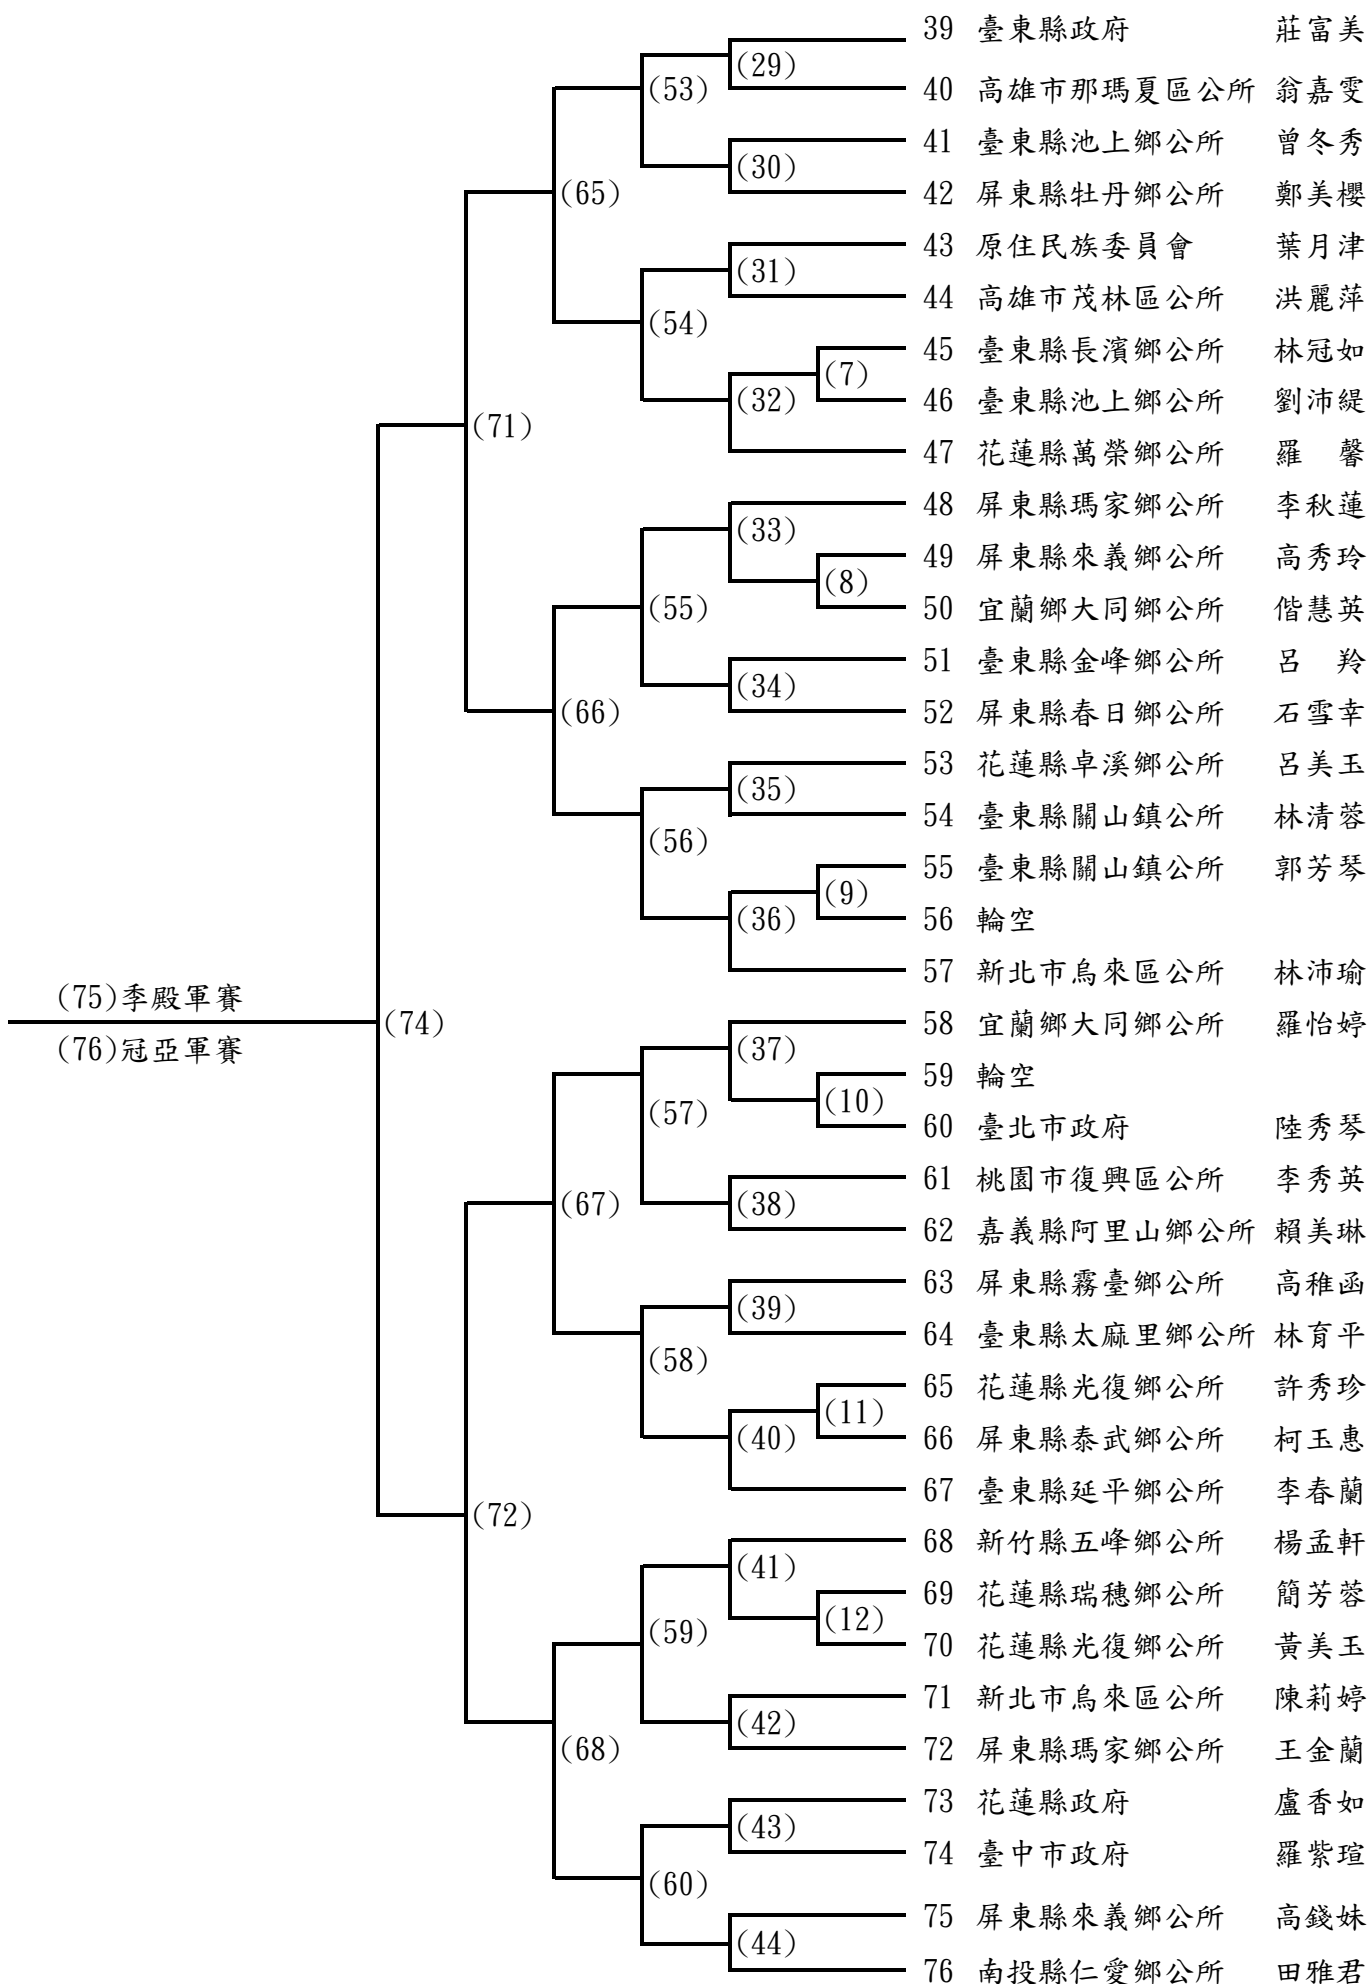 39 臺東縣政府 莊富美
(29)
(53)
40 高雄市那瑪夏區公所 翁嘉雯
41 臺東縣池上鄉公所 曾冬秀
(30)
(65)
42 屏東縣牡丹鄉公所 鄭美櫻
43 原住民族委員會 葉月津
(31)
44 高雄市茂林區公所 洪麗萍
(54)
45 臺東縣長濱鄉公所 林冠如
(7)
(32)
46 臺東縣池上鄉公所 劉沛緹
(71)
47 花蓮縣萬榮鄉公所 羅 馨
48 屏東縣瑪家鄉公所 李秋蓮
(33)
49 屏東縣來義鄉公所 高秀玲
(8)
(55)
50 宜蘭鄉大同鄉公所 偕慧英
51 臺東縣金峰鄉公所 呂 羚
(34)
(66)
52 屏東縣春日鄉公所 石雪幸
53 花蓮縣卓溪鄉公所 呂美玉
(35)
54 臺東縣關山鎮公所 林清蓉
(56)
55 臺東縣關山鎮公所 郭芳琴
(9)
(36)
56 輪空
57 新北市烏來區公所 林沛瑜
(75)季殿軍賽
(74)
(76)冠亞軍賽
58 宜蘭鄉大同鄉公所 羅怡婷
(37)
59 輪空
(10)
(57)
60 臺北市政府 陸秀琴
61 桃園市復興區公所 李秀英
(38)
(67)
62 嘉義縣阿里山鄉公所 賴美琳
63 屏東縣霧臺鄉公所 高稚函
(39)
64 臺東縣太麻里鄉公所 林育平
(58)
65 花蓮縣光復鄉公所 許秀珍
(11)
(40)
66 屏東縣泰武鄉公所 柯玉惠
67 臺東縣延平鄉公所 李春蘭
(72)
68 新竹縣五峰鄉公所 楊孟軒
(41)
69 花蓮縣瑞穗鄉公所 簡芳蓉
(12)
(59)
70 花蓮縣光復鄉公所 黃美玉
71 新北市烏來區公所 陳莉婷
(42)
(68)
72 屏東縣瑪家鄉公所 王金蘭
73 花蓮縣政府 盧香如
(43)
74 臺中市政府 羅紫瑄
(60)
75 屏東縣來義鄉公所 高錢妹
(44)
76 南投縣仁愛鄉公所 田雅君